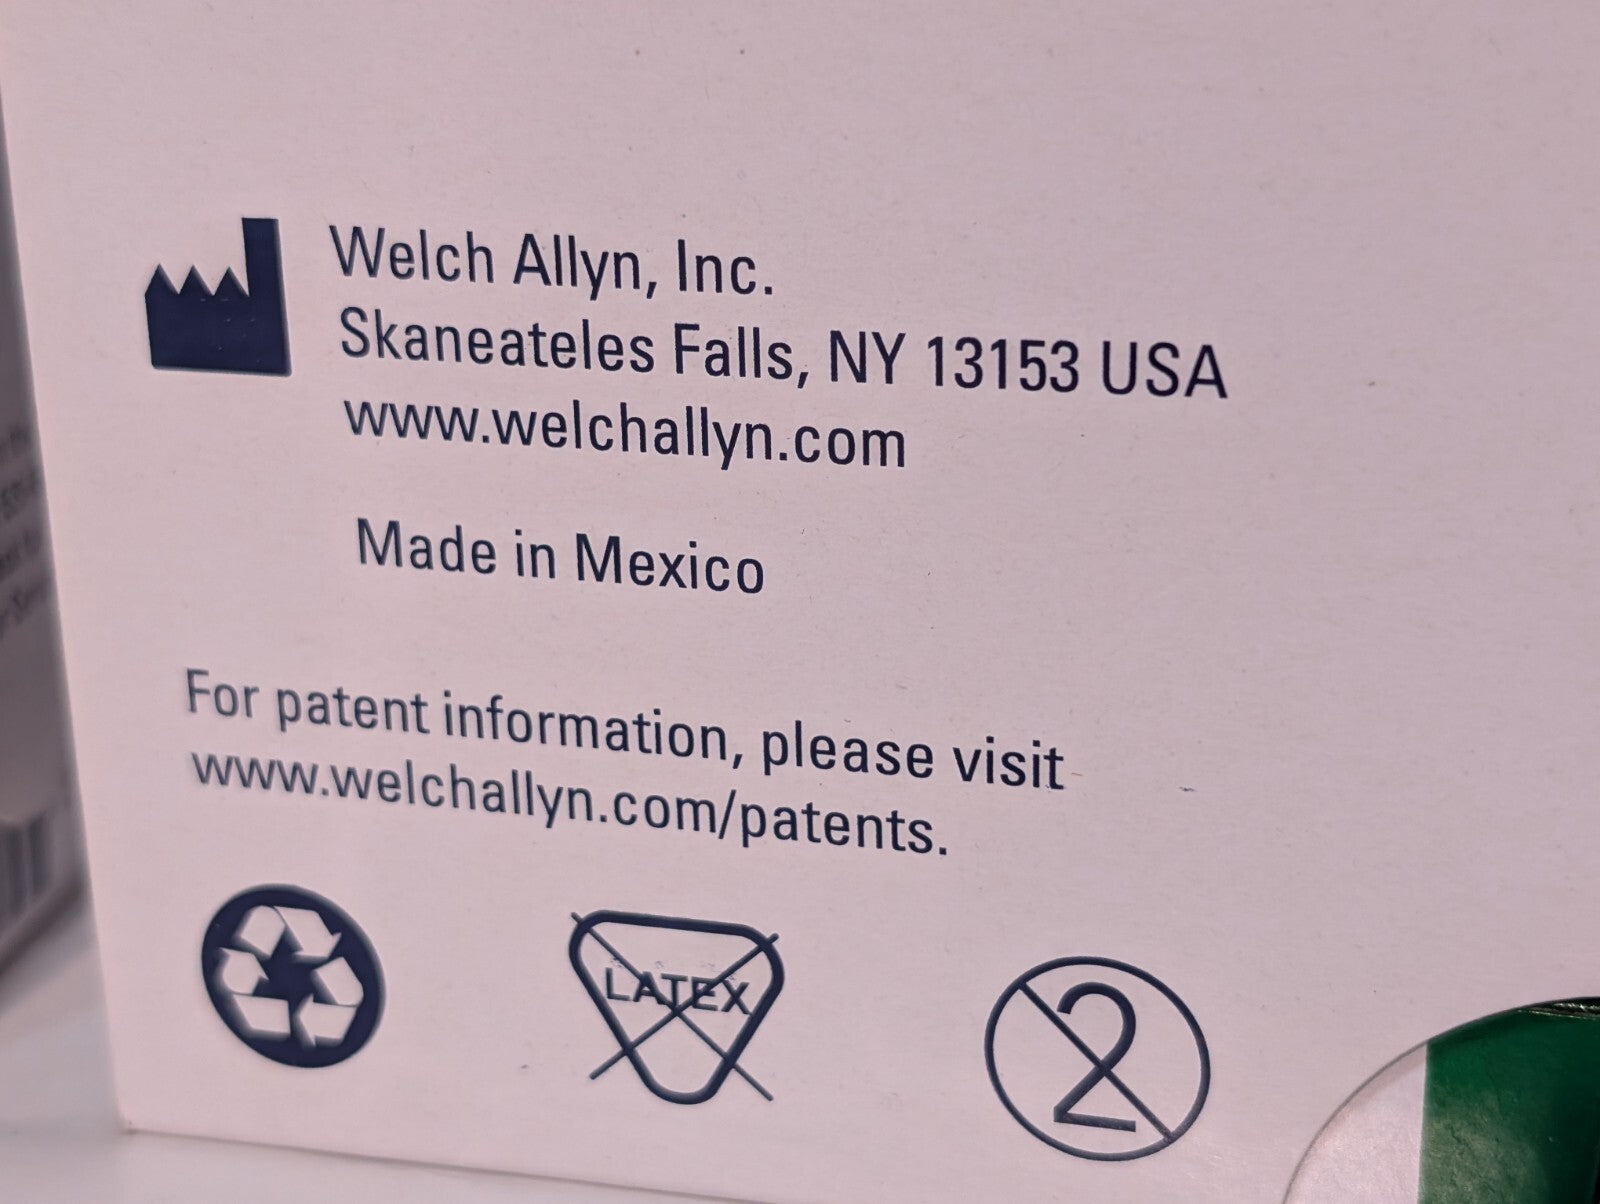 Welch Allyn, Inc.
Skaneateles Falls, NY 13153 USA
www.welchallyn.com
Made in Mexico
For patent information, please visit
www.welchallyn.com/patents.
LATEX
2